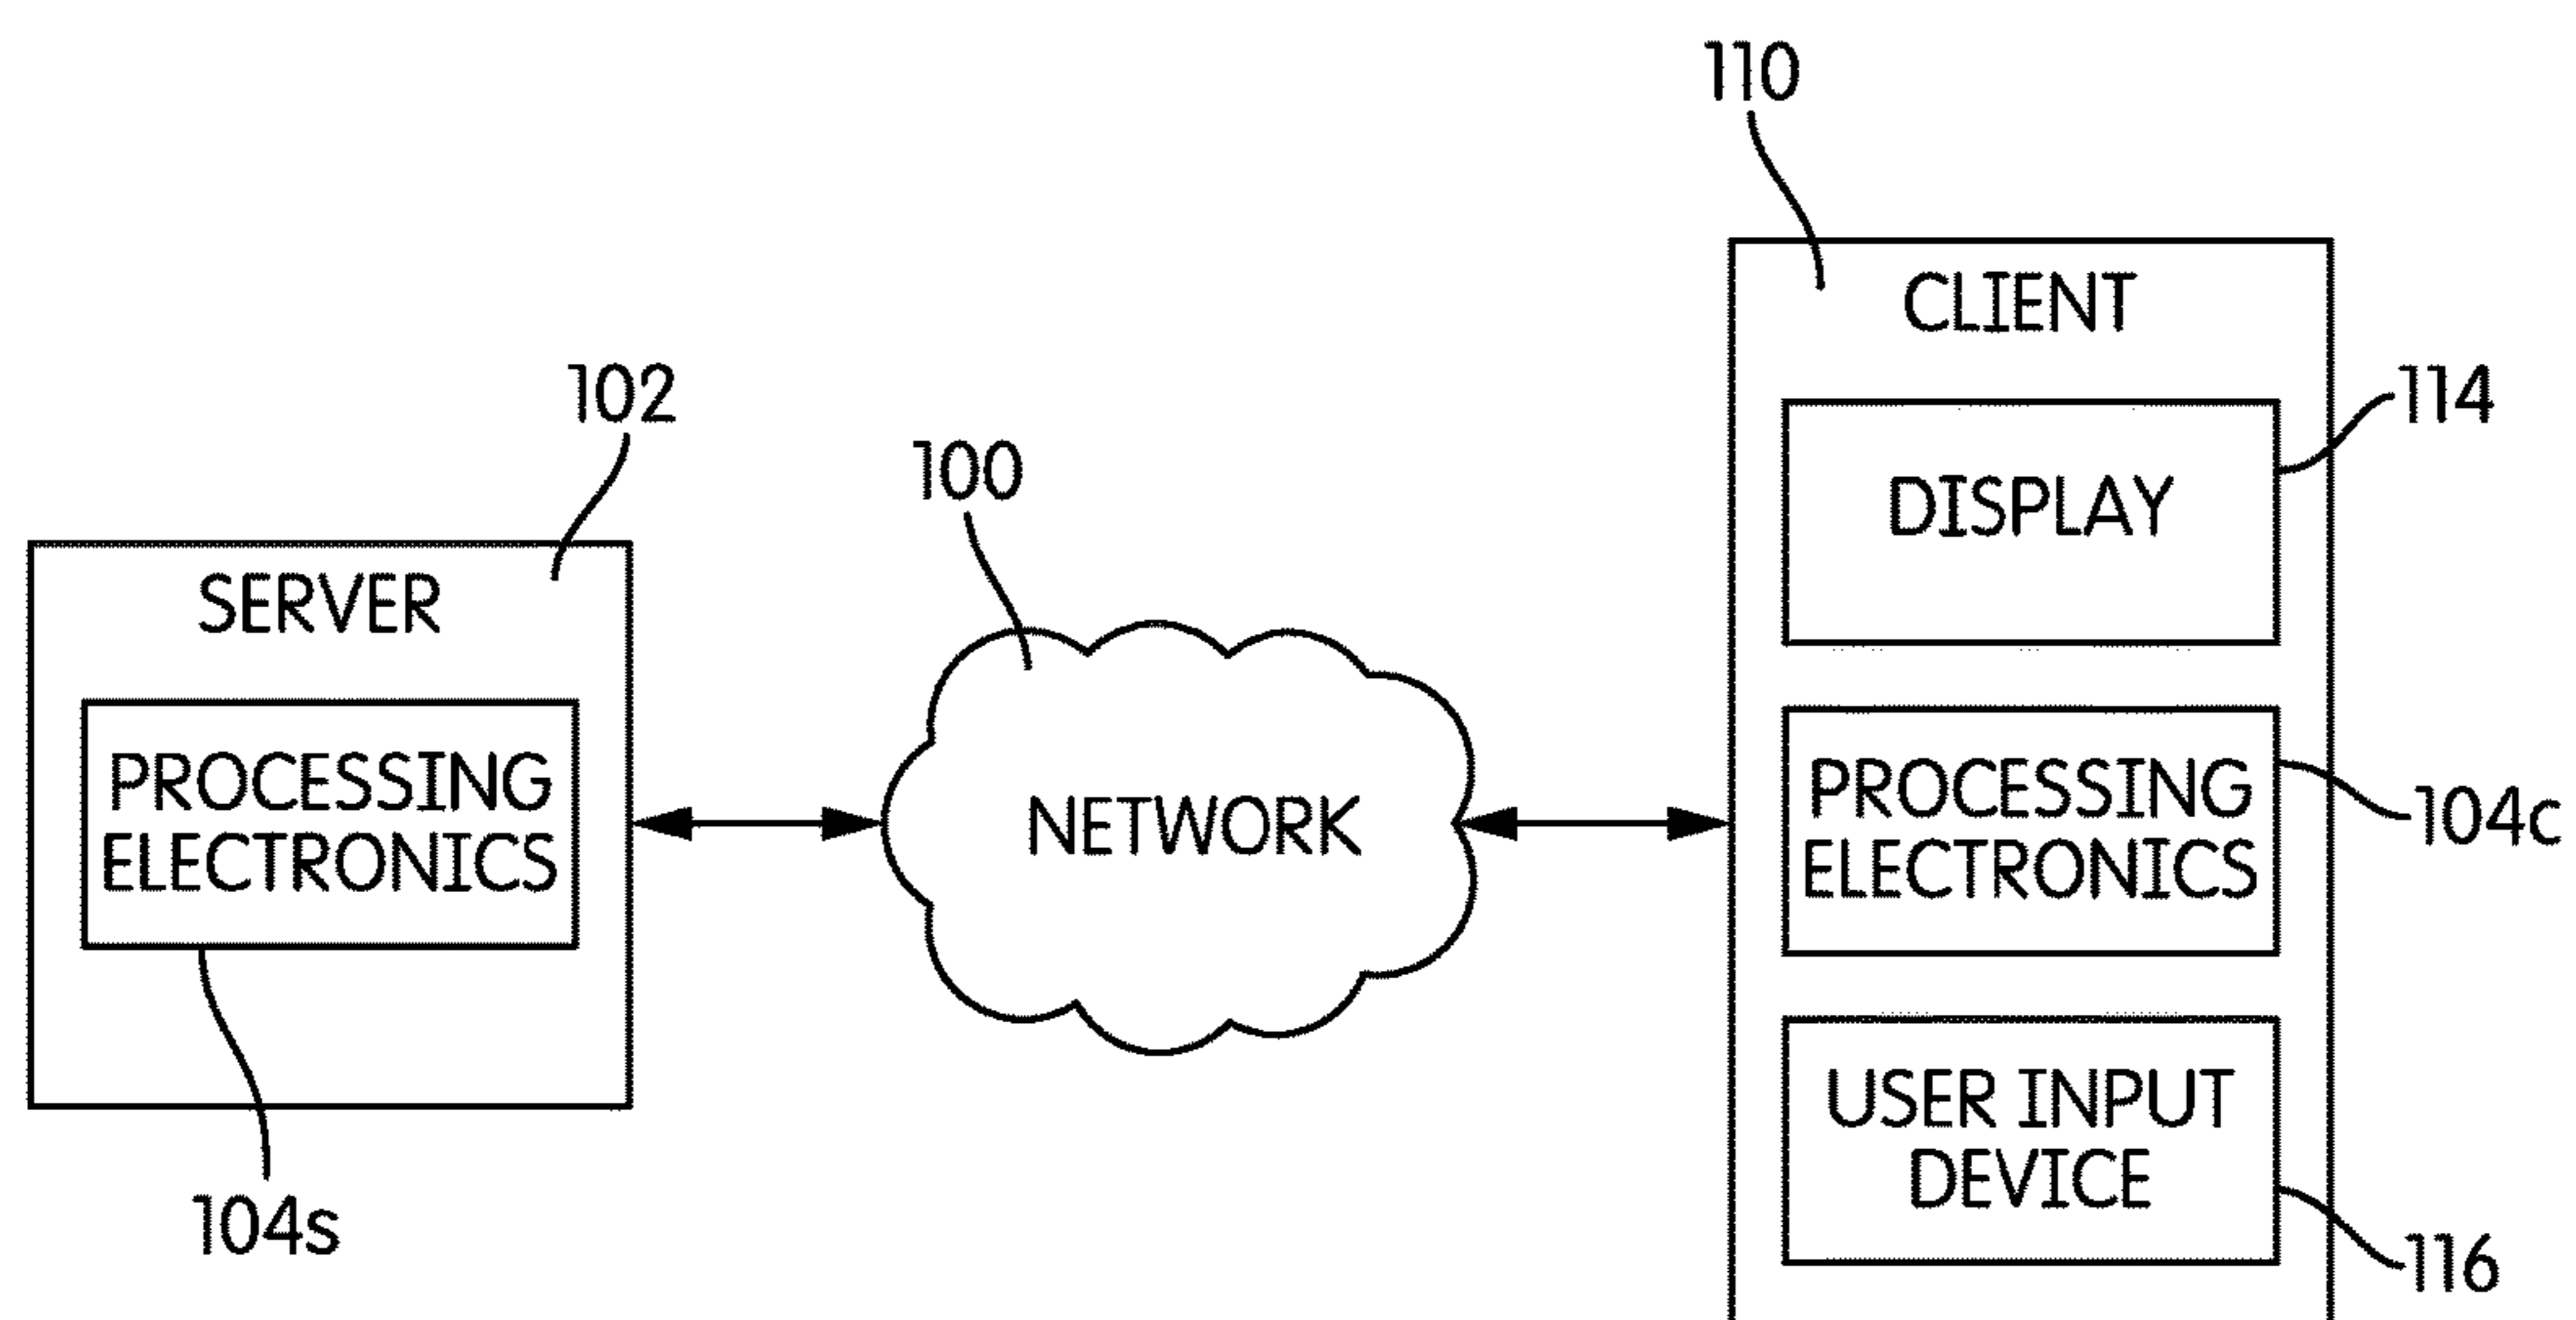 110
CLIENT
102
114
100
DISPLAY
SERVER
PROCESSING
ELECTRONICS
NETWORK
PROCESSING
ELECTRONICS
104c
USER INPUT
DEVICE
104s
116